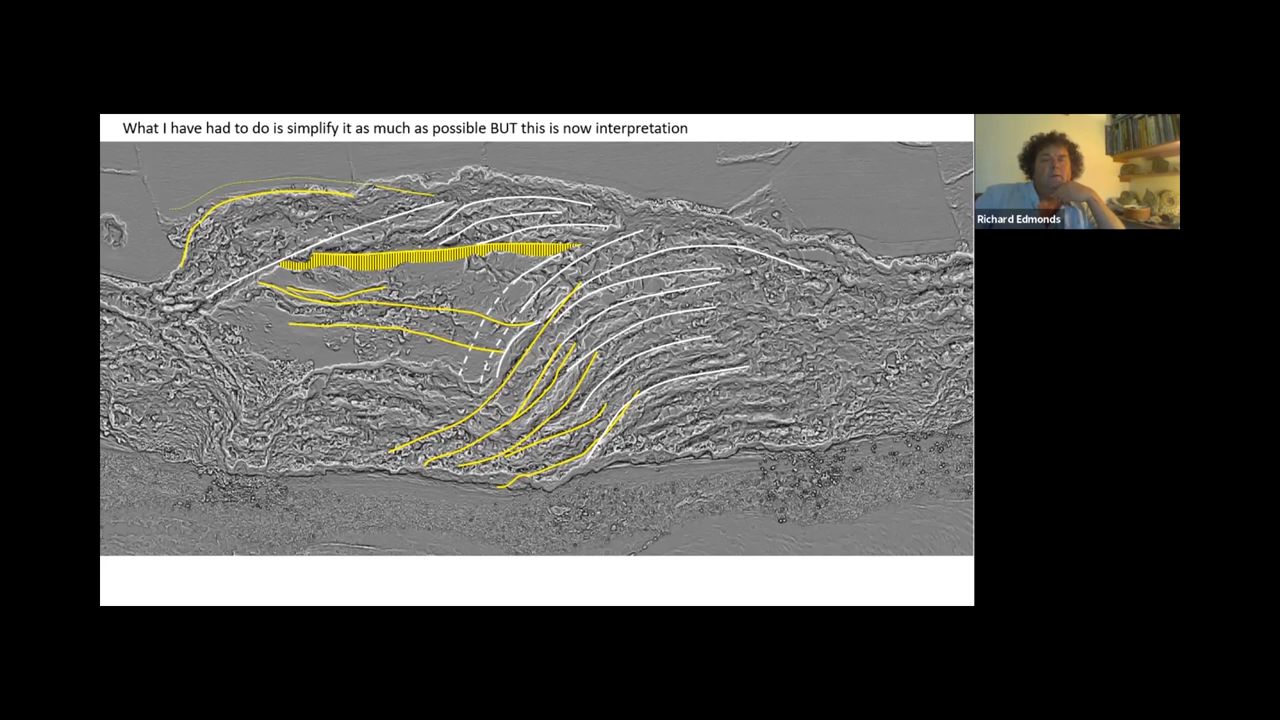 What I have had to do is simplify it as much as possible BUT this is now interpretation
Richard Edmonds